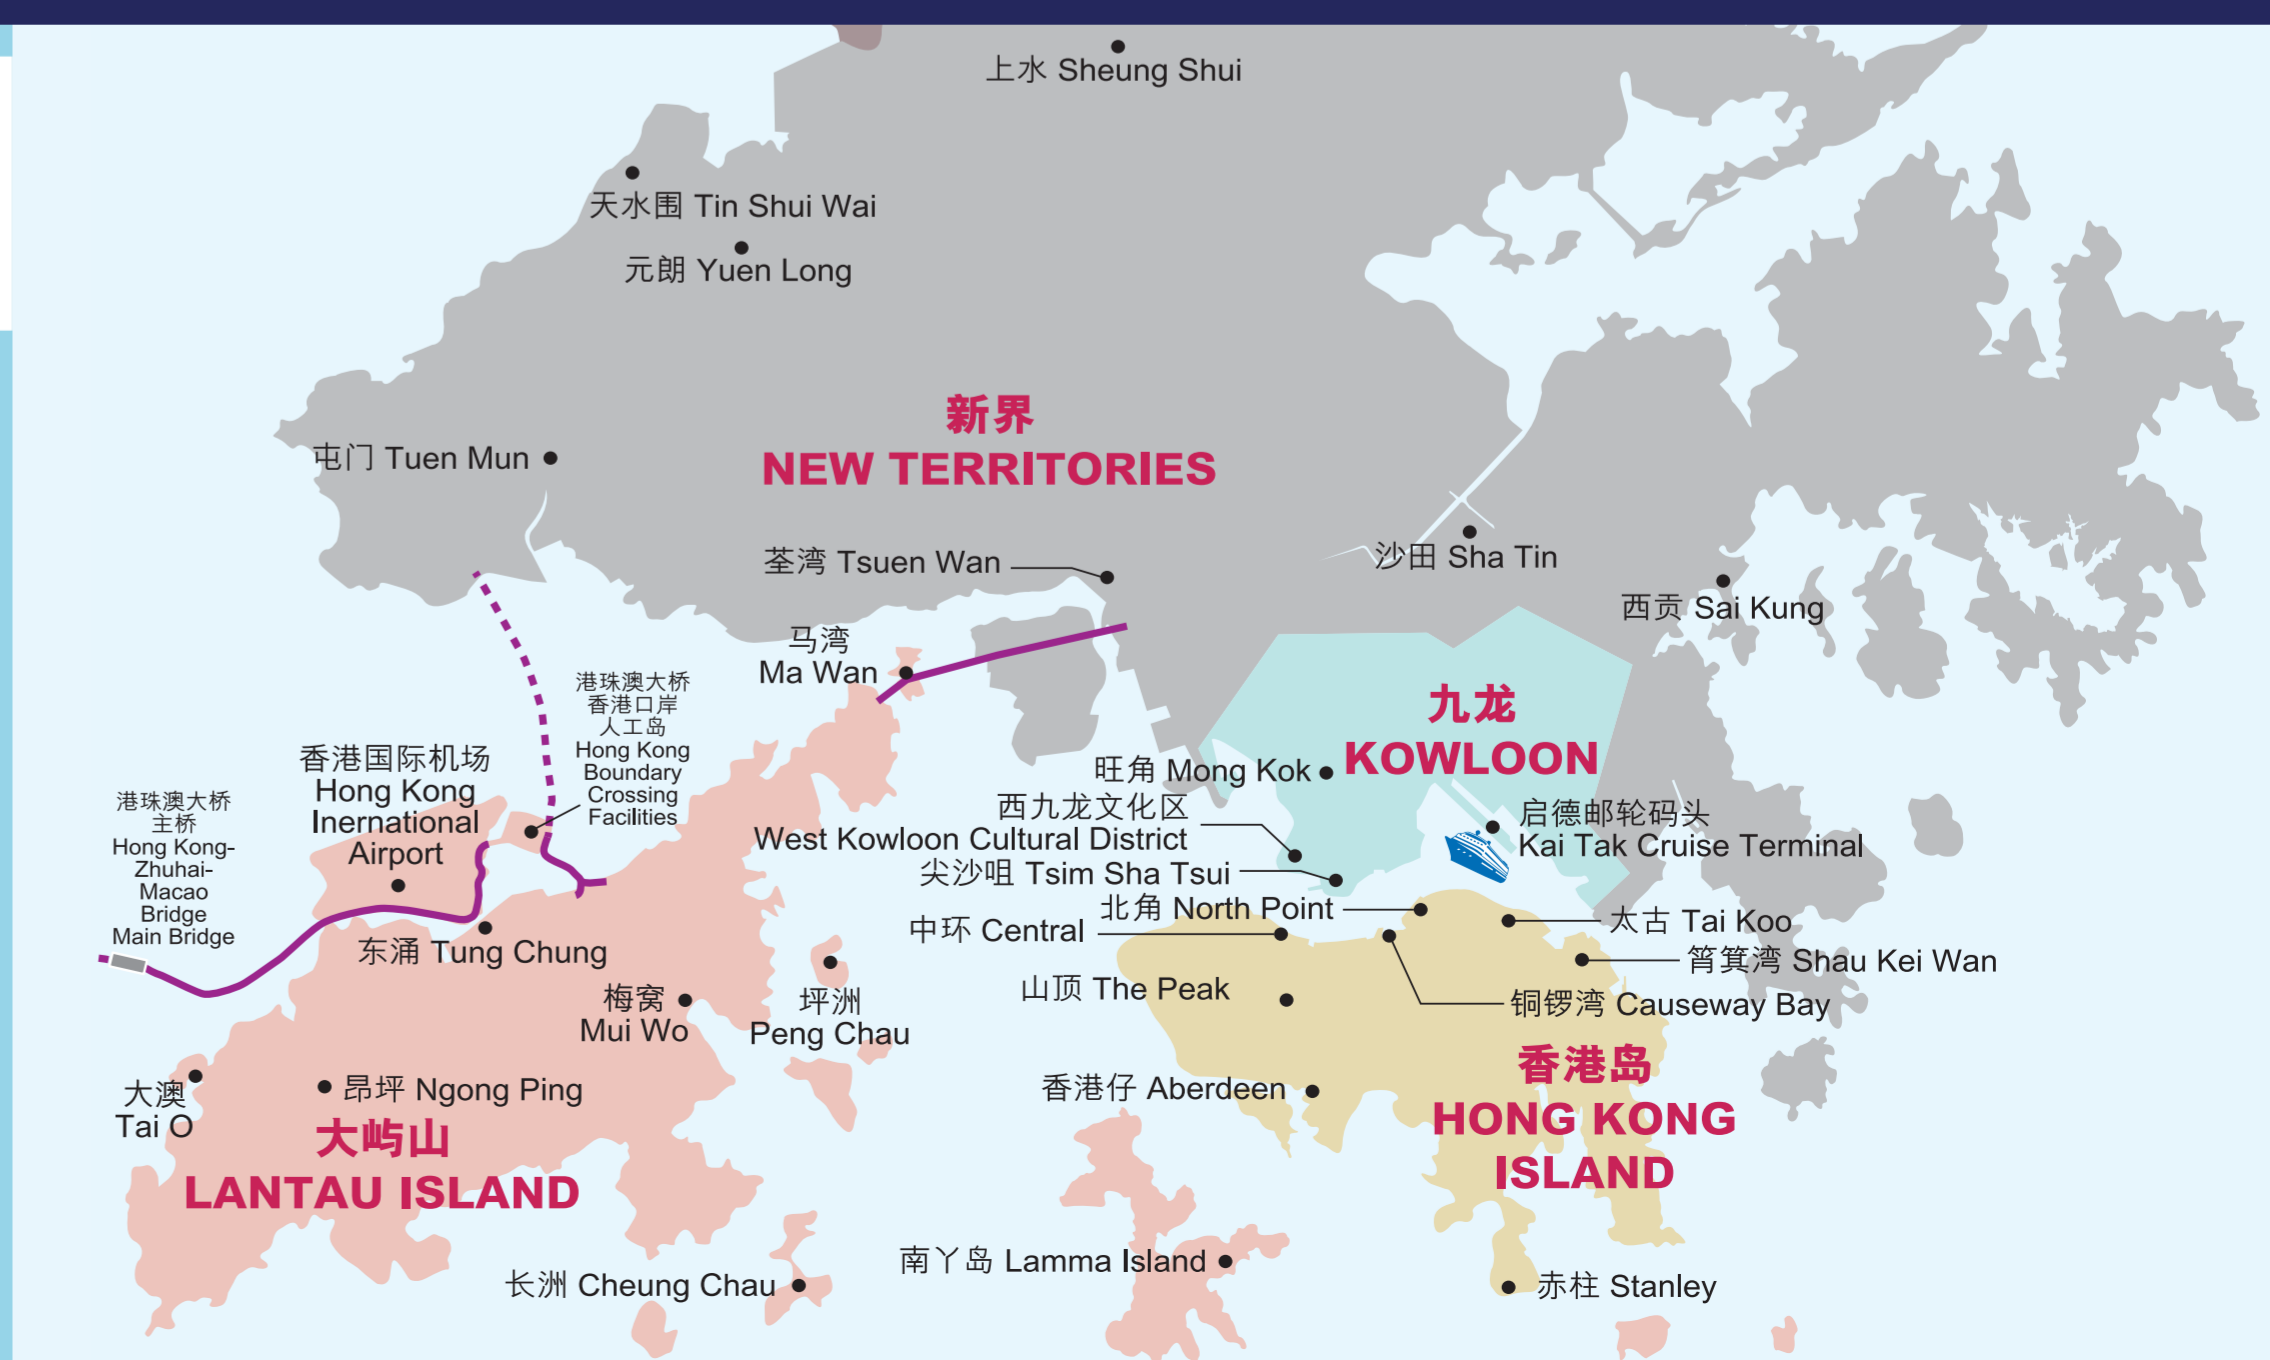 上水 Sheung Shui
天水围 Tin Shui Wai
元朗 Yuen Long
新界
NEW TERRITORIES
屯门 Tuen Mun
荃湾 Tsuen Wan
沙田 Sha Tin
西贡 Sai Kung
马湾
Ma Wan
港珠澳大桥
香港口岸
人工岛
Hong Kong
Boundary
Crossing
Facilities
九龙
KOWLOON
香港国际机场
Hong Kong
Inernational
Airport
旺角 Mong Kok
港珠澳大桥
主桥
Hong Kong-
Zhuhai-
Macao
Bridge
Main Bridge
西九龙文化区
West Kowloon Cultural District
启德邮轮码头
Kai Tak Cruise Terminal
尖沙咀 Tsim Sha Tsui
北角 North Point
中环 Central
太古 Tai Koo
东涌 Tung Chung
筲箕湾 Shau Kei Wan
山顶 The Peak
梅窝
Mui Wo
坪洲
Peng Chau
铜锣湾 Causeway Bay
香港岛
HONG KONG
ISLAND
大澳
Tai O
昂坪 Ngong Ping
香港仔 Aberdeen
大屿山
LANTAU ISLAND
南丫岛 Lamma Island
长洲 Cheung Chau
赤柱 Stanley